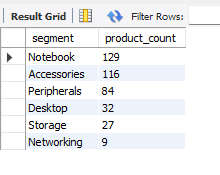 Result Grid Filter Rows:
segment product_count
Notebook 129
Accessories 116
Peripherals 84
Desktop 32
Storage 27
Networking 9